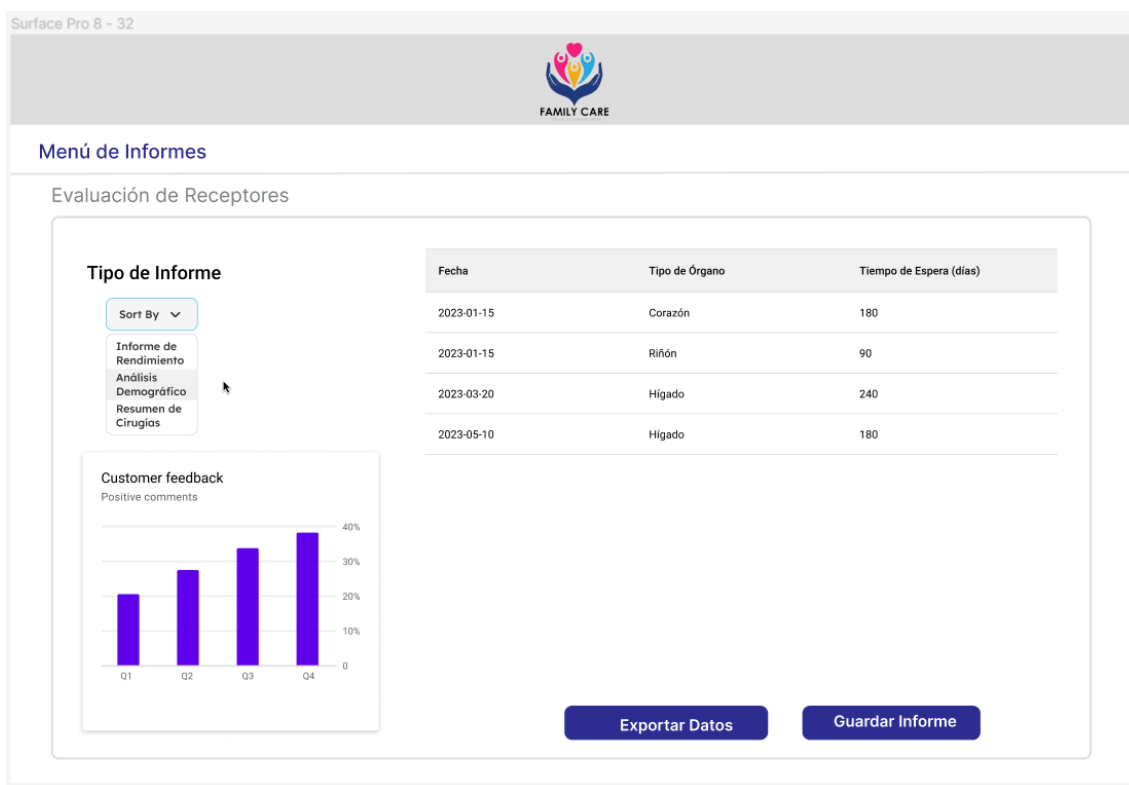 Surface Pro 8 - 32
FAMILY CARE
Menú de Informes
Evaluación de Receptores
Tipo de Informe
Sort By
Informe de
Rendimiento
Análisis
Demográfico
Resumen de
Cirugías
Fecha Tipo de Órgano Tiempo de Espera (días)
2023-01-15 Corazón 180
2023-01-15 Riñón 90
2023-03-20 Hígado 240
2023-05-10 Hígado 180
Customer feedback
Positive comments
40%
30%
20%
10%
0
Q1 Q2 Q3 Q4
Exportar Datos
Guardar Informe